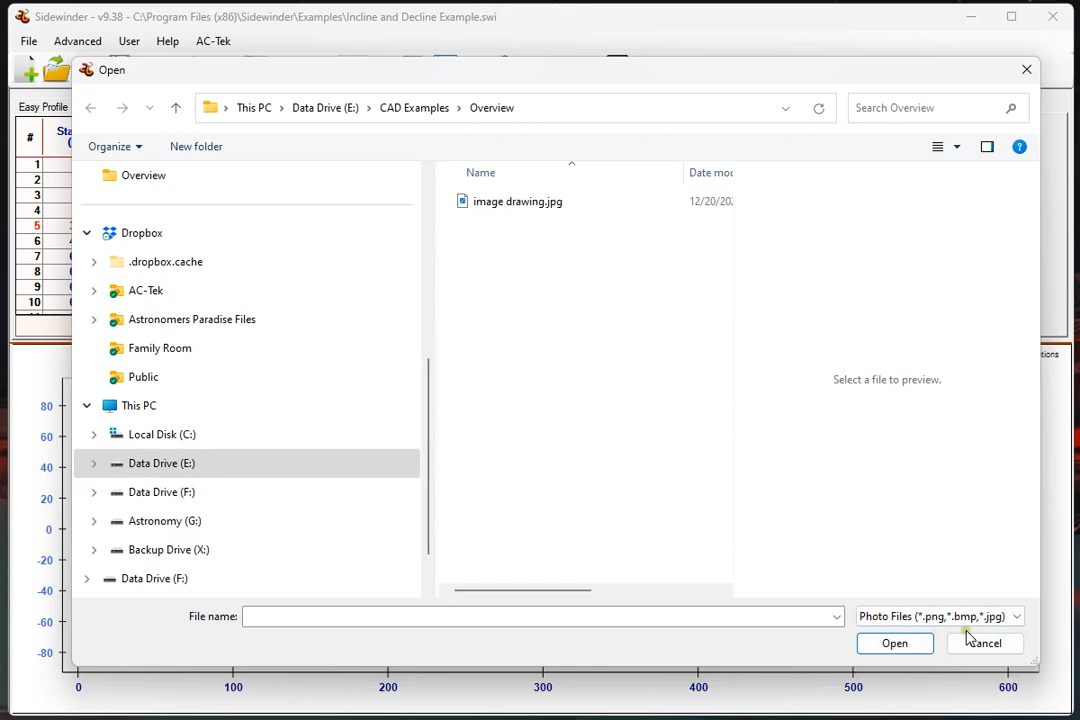 Sidewinder - v9.38 - C:\Program Files (x86)\Sidewinder\Examples\Incline and Decline Example.swi
File Advanced User Help AC-Tek
Open
This PC Data Drive (E:) CAD Examples Overview
Search Overview
Organize New folder
Easy Profile
#
Sta
1
2
3
4
5
6
7
8
9
10
Overview
Dropbox
.dropbox.cache
AC-Tek
Astronomers Paradise Files
Family Room
Public
This PC
Local Disk (C:)
Data Drive (E:)
Data Drive (F:)
Astronomy (G:)
Backup Drive (X:)
Data Drive (F:)
Name Date mo
image drawing.jpg 12/20/20
Select a file to preview.
File name:
Photo Files (*.png,*.bmp,*.jpg)
Open Cancel
tions
80
60
40
20
0
-20
-40
-60
-80
0 100 200 300 400 500 600